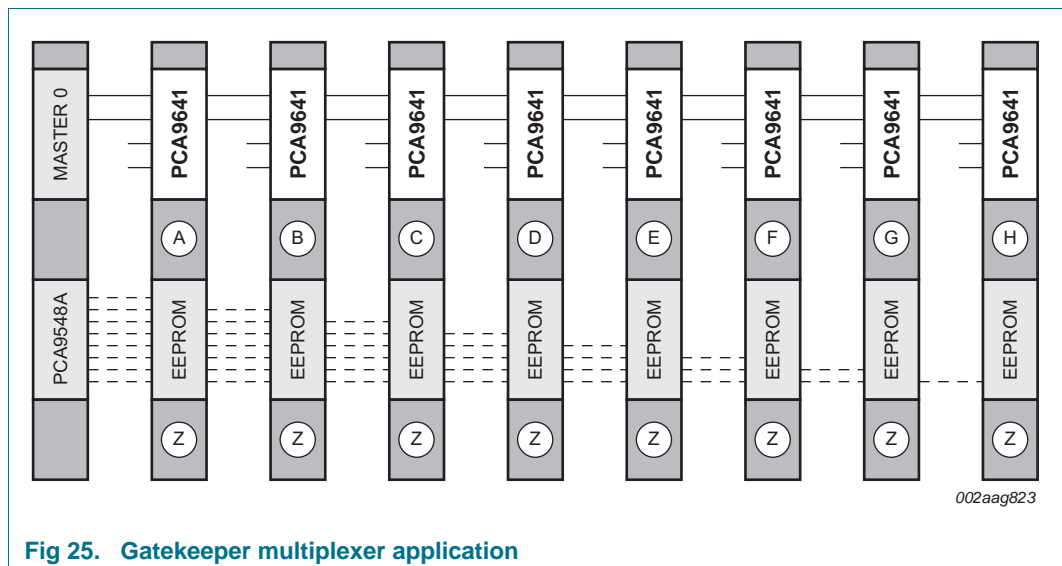 MASTER 0
PCA9641
PCA9641
PCA9641
PCA9641
PCA9641
PCA9641
PCA9641
PCA9641
A
B
C
D
E
F
G
H
PCA9548A
EEPROM
EEPROM
EEPROM
EEPROM
EEPROM
EEPROM
EEPROM
EEPROM
Z
Z
Z
Z
Z
Z
Z
Z
002aag823
Fig 25. Gatekeeper multiplexer application